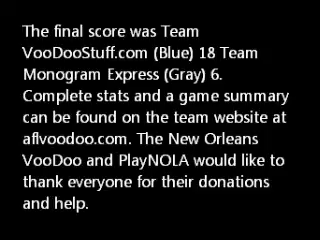 The final score was Team
VooDooStuff.com (Blue) 18 Team
Monogram Express (Gray) 6.
Complete stats and a game summary
can be found on the team website at
aflvoodoo.com. The New Orleans
VooDoo and PlayNOLA would like to
thank everyone for their donations
and help.